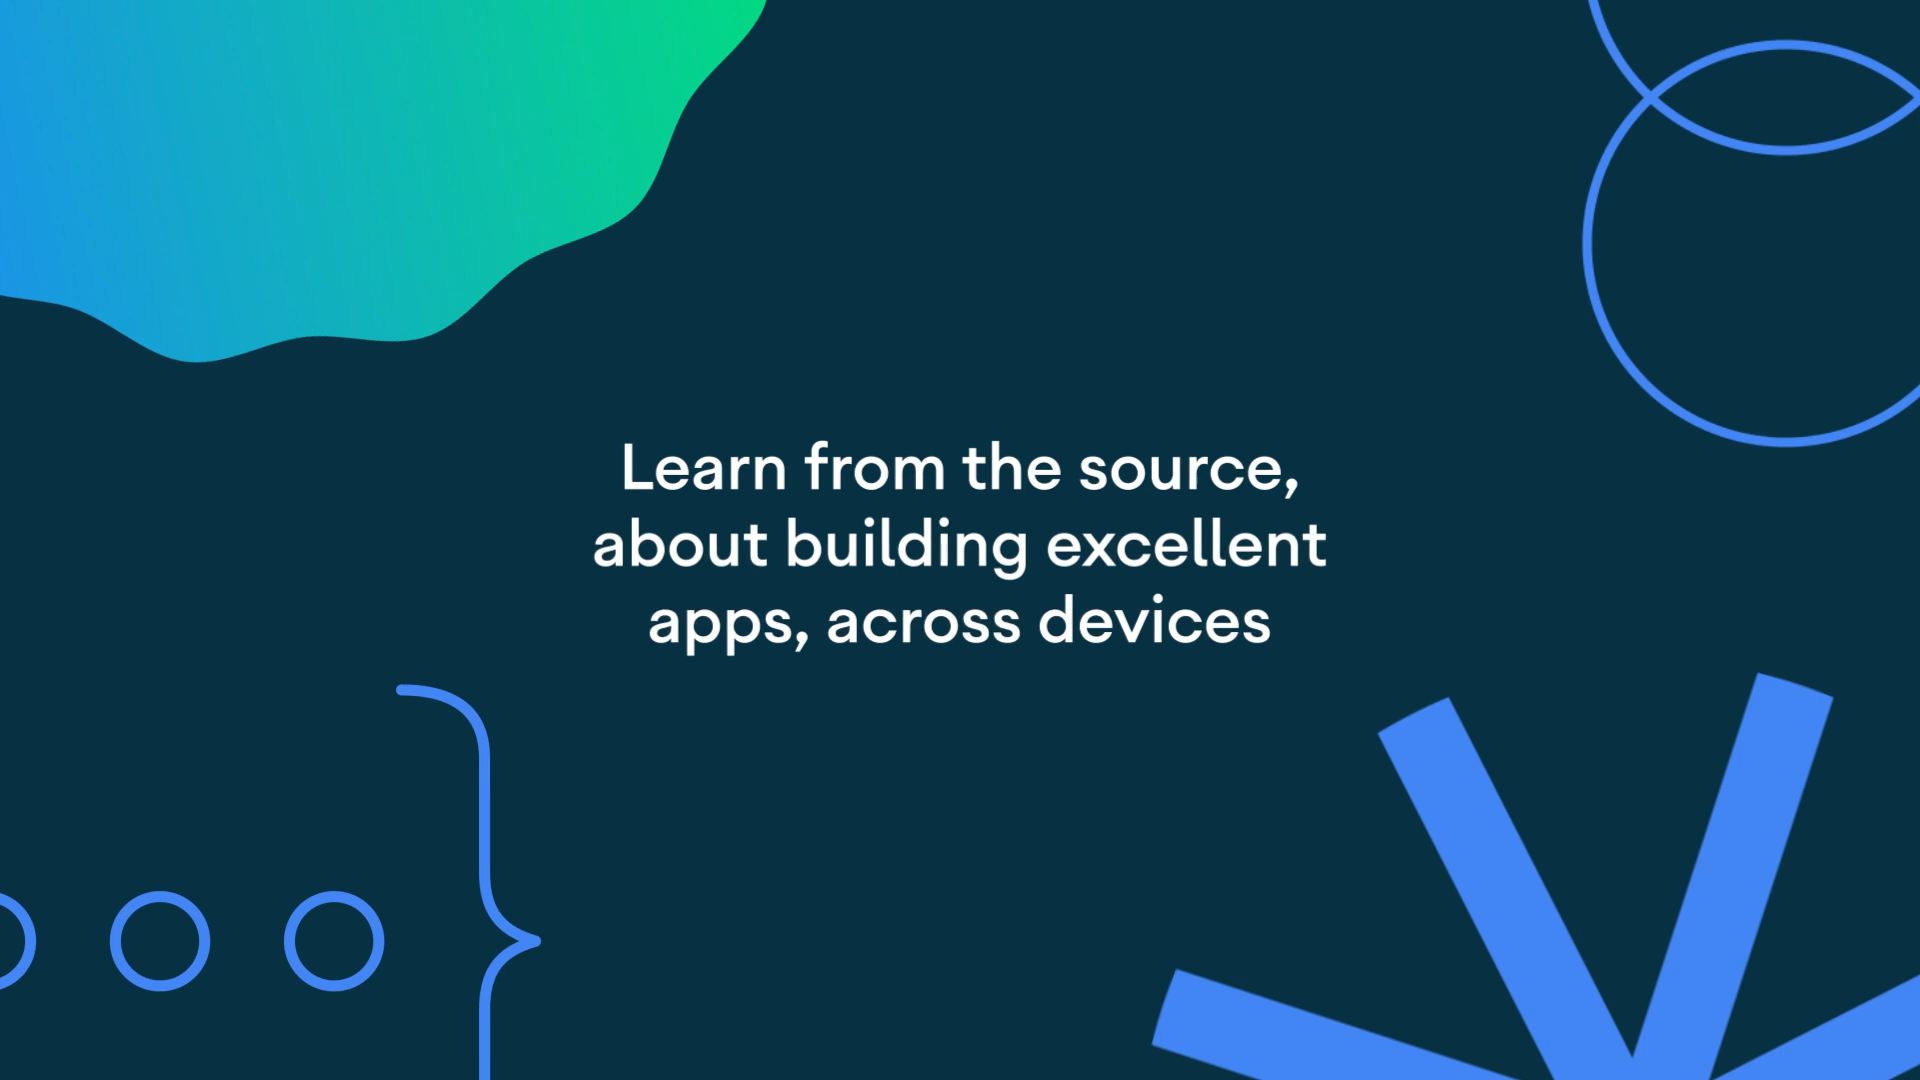 Learn from the source,
about building excellent
apps, across devices